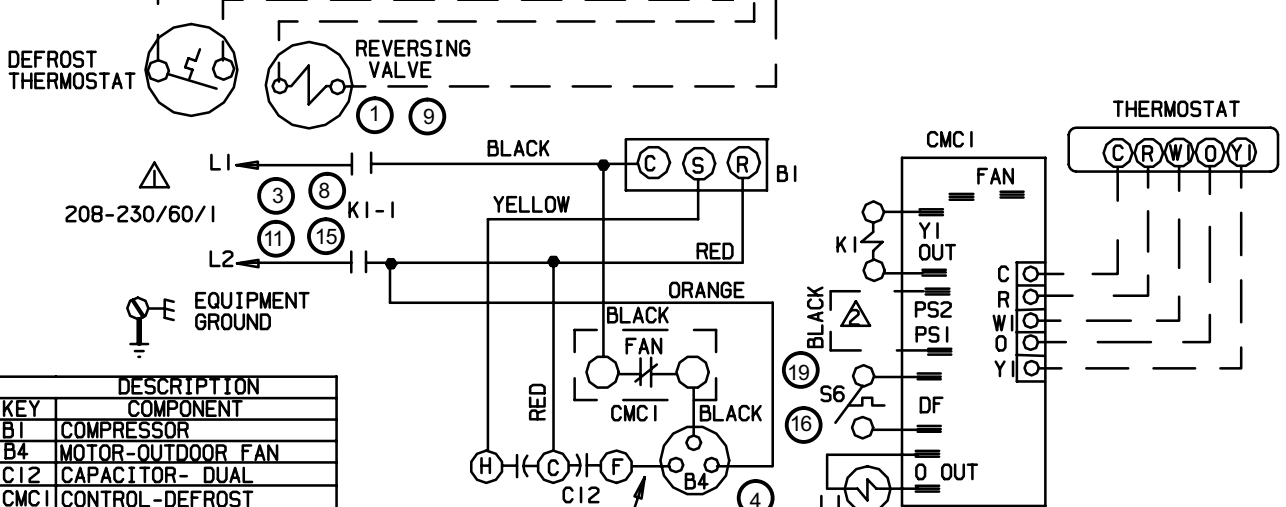 DEFROST
THERMOSTAT
REVERSING
VALVE
1
9
L1
BLACK
C
S
R
B1
1
208-230/60/1
3
8
K1-1
11
15
YELLOW
L2
RED
EQUIPMENT
GROUND
ORANGE
BLACK
FAN
CMC1
RED
BLACK
H
C
F
C12
B4
4
DESCRIPTION
KEY
COMPONENT
B1
COMPRESSOR
B4
MOTOR-OUTDOOR FAN
C12
CAPACITOR- DUAL
CMC1
CONTROL-DEFROST
THERMOSTAT
C
R
W1
O
Y1
CMC1
FAN
K1
Y1
OUT
BLACK
2
PS2
PS1
19
S6
16
DF
O OUT
C
R
W1
O
Y1